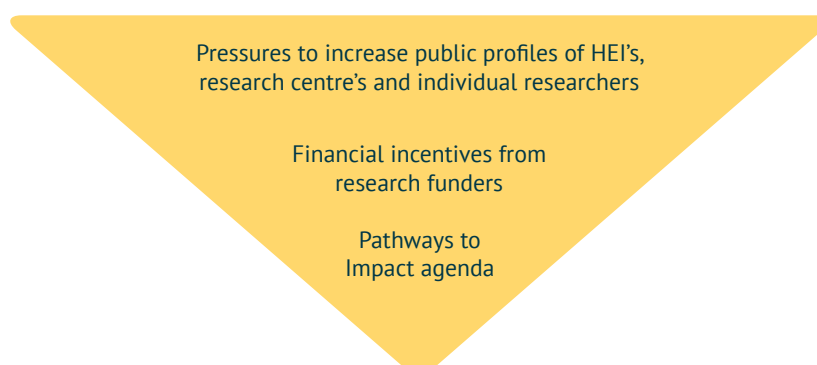 Pressures to increase public profiles of HEI's,
research centre's and individual researchers
Financial incentives from
research funders
Pathways to
Impact agenda